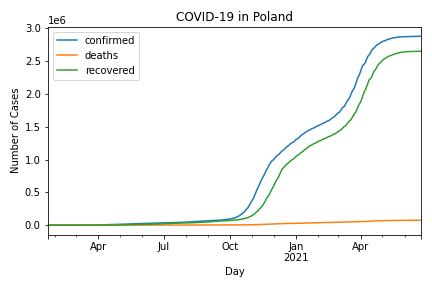 COVID-19 in Poland
1e6
confirmed
deaths
recovered
Number of Cases
3.0
2.5
2.0
1.5
1.0
0.5
0.0
Apr
Jul
Oct
Jan
2021
Apr
Day